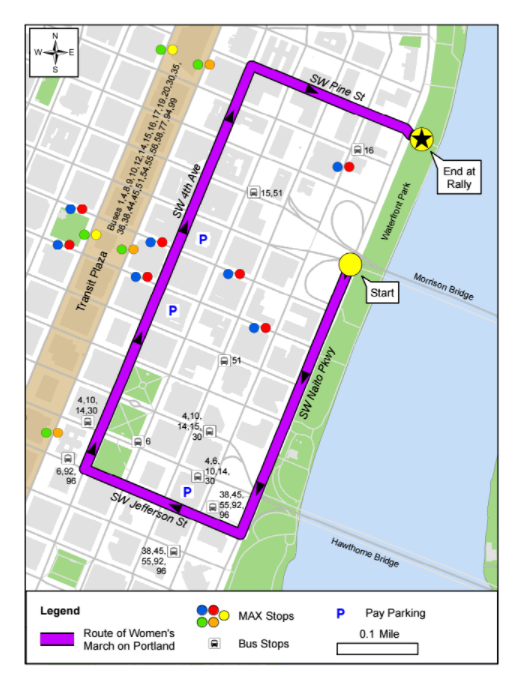 N
W E
S
SW Pine St
16
End at
Rally
Buses 1,4,8,9,10,12,14,15,16,17,19,20,30,35,
36,38,44,45,51,54,55,56,58,77,94,99
SW 4th Ave
15,51
Waterfront Park
P
Transit Plaza
Morrison Bridge
Start
P
51
SW Naito Pkwy
4,10,
14,30
4,10,
14,15,
30
6
6,92,
96
4,6,
10,14,
30
P
38,45,
55,92,
96
SW Jefferson St
38,45,
55,92,
96
Hawthorne Bridge
Legend
Route of Women's
March on Portland
MAX Stops
Bus Stops
P Pay Parking
0.1 Mile